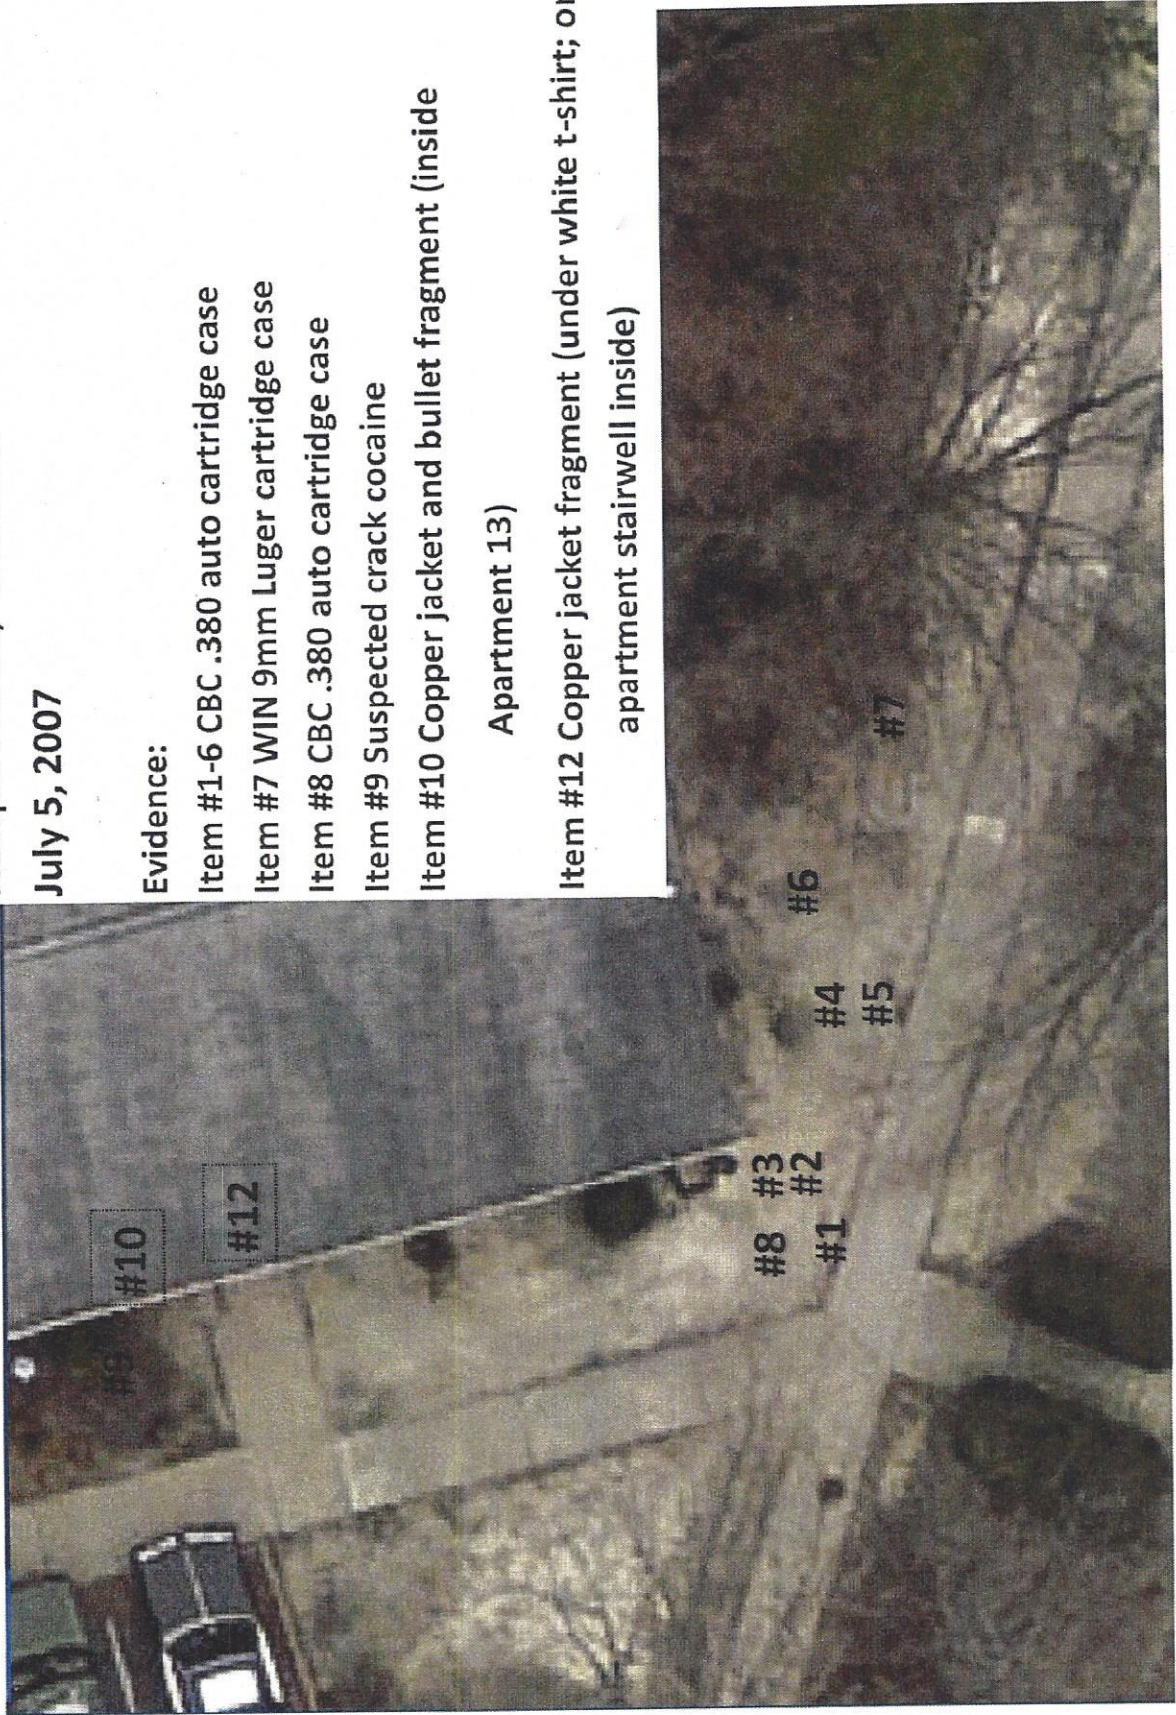 July 5, 2007
Evidence:
Item #1-6 CBC .380 auto cartridge case
Item #7 WIN 9mm Luger cartridge case
Item #8 CBC .380 auto cartridge case
Item #9 Suspected crack cocaine
Item #10 Copper jacket and bullet fragment (inside
Apartment 13)
Item #12 Copper jacket fragment (under white t-shirt;
apartment stairwell inside)
#9
#10
#12
#8
#3
#1
#2
#4
#5
#6
#7